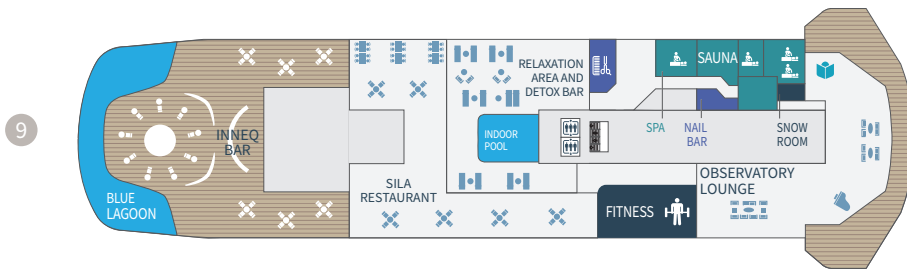 9
BLUE
LAGOON
INNEQ
BAR
SILA
RESTAURANT
RELAXATION
AREA AND
DETOX BAR
INDOOR
POOL
SAUNA
SPA
NAIL
BAR
SNOW
ROOM
OBSERVATORY
LOUNGE
FITNESS